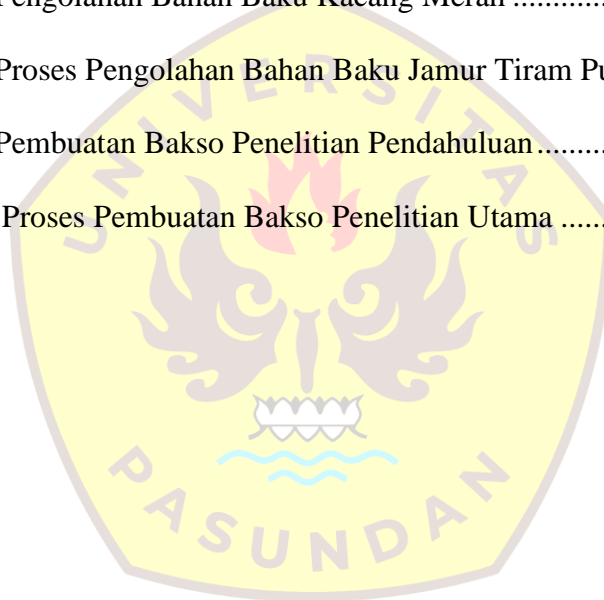 Pengolahan Bahan Baku Kacang Merah ............
Proses Pengolahan Bahan Baku Jamur Tiram Pu
Pembuatan Bakso Penelitian Pendahuluan .........
Proses Pembuatan Bakso Penelitian Utama ......
UNIVERSITAS
PASUNDAN